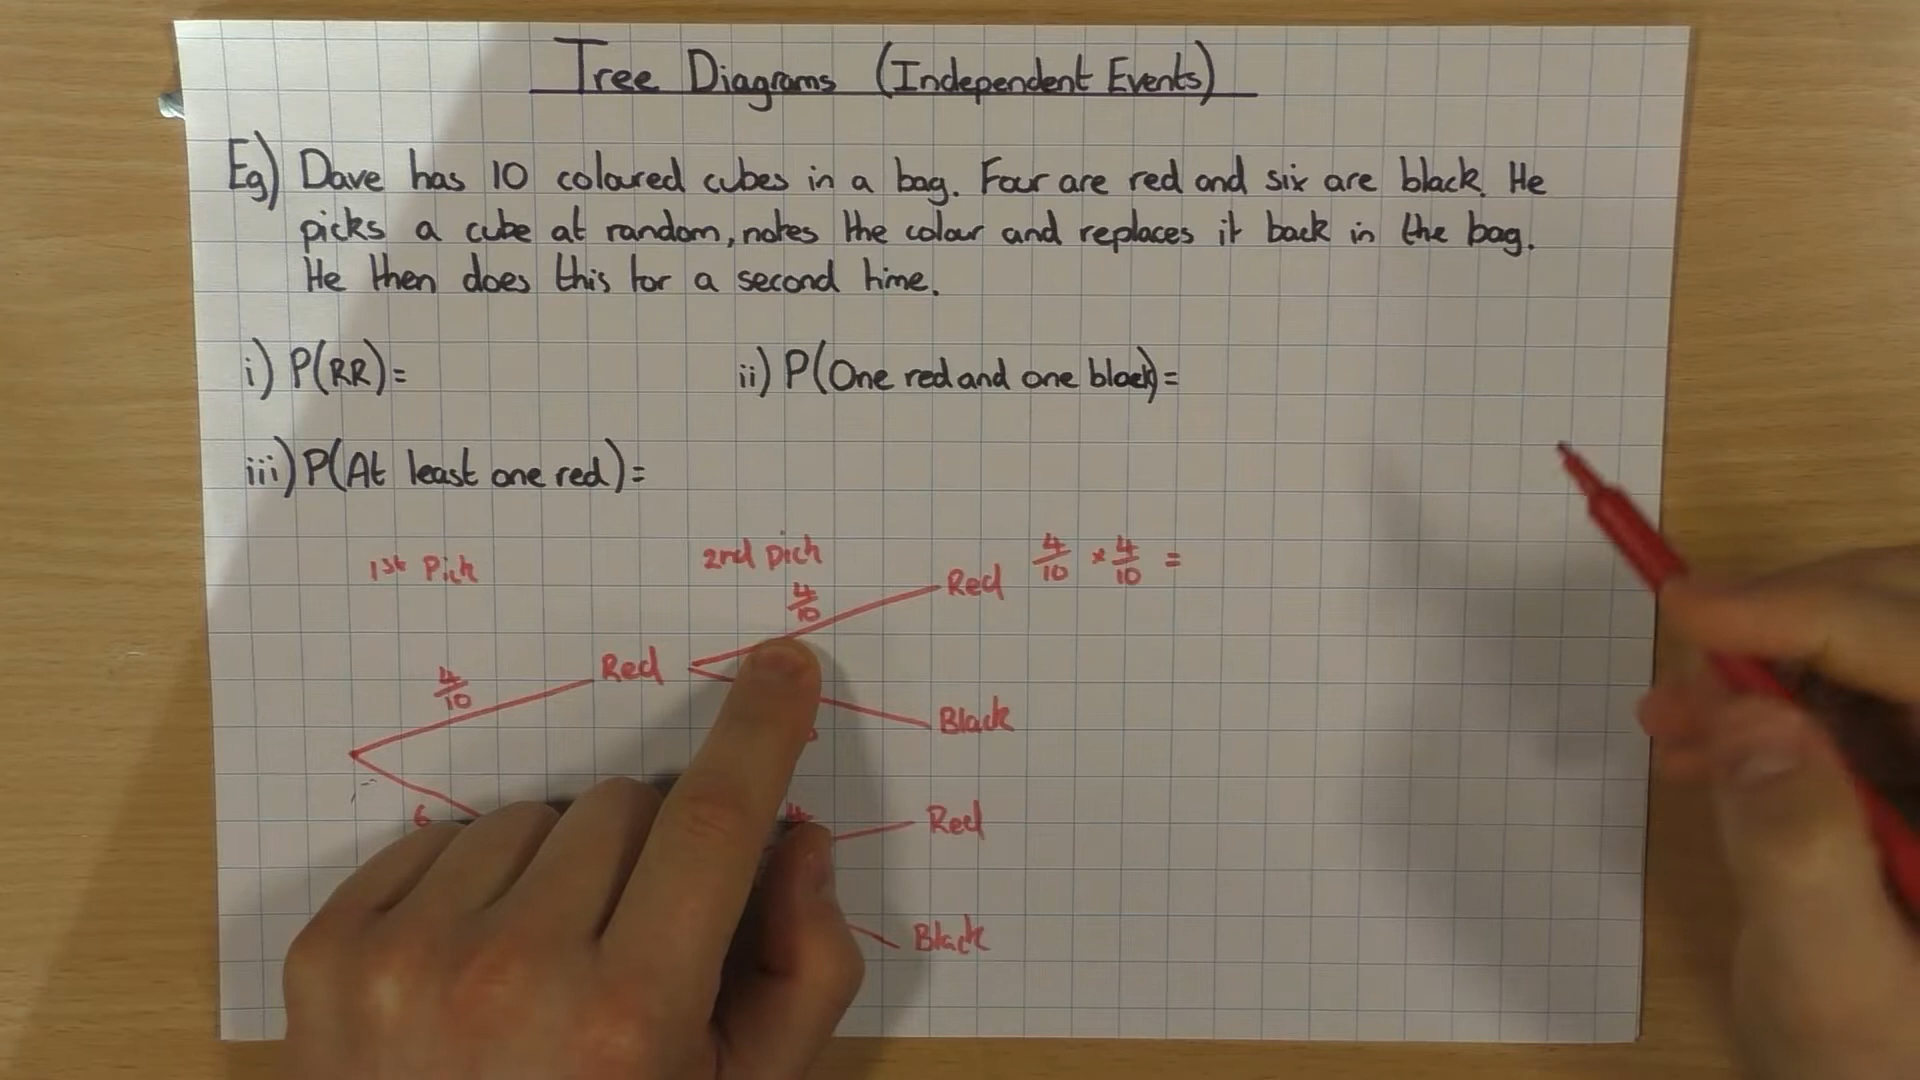 Tree Diagrams (Independent Events)
Eg) Dave has 10 coloured cubes in a bag. Four are red and six are black. He
picks a cube at random, notes the colour and replaces it back in the bag.
He then does this for a second time.
i) P(RR)=
ii) P(One red and one black)=
iii) P(At least one red)=
1st Pick
2nd pick
4/10
Red
4/10 × 4/10 =
4/10
Red
Black
6
4
Red
Black